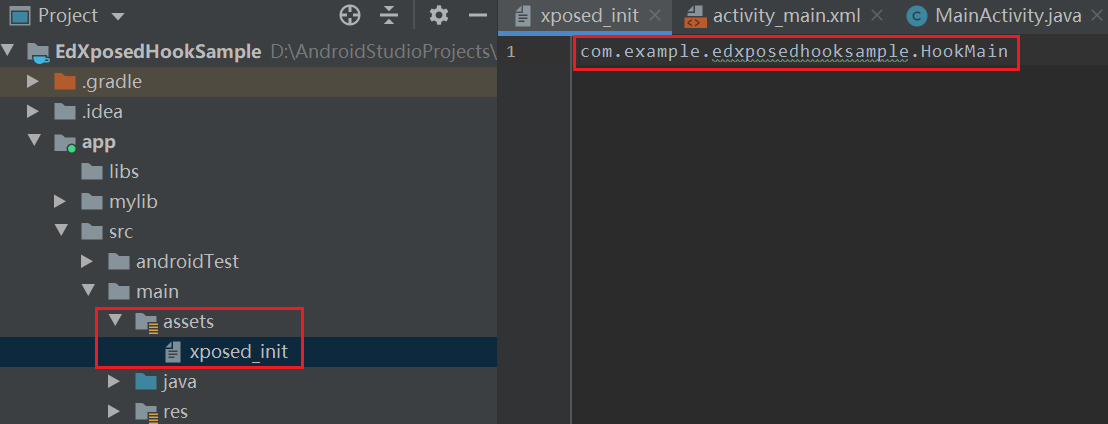 Project
EdXposedHookSample D:\AndroidStudioProjects\
.gradle
.idea
app
libs
mylib
src
androidTest
main
assets
xposed_init
java
res
xposed_init
activity_main.xml
MainActivity.java
1 com.example.edxposedhooksample.HookMain